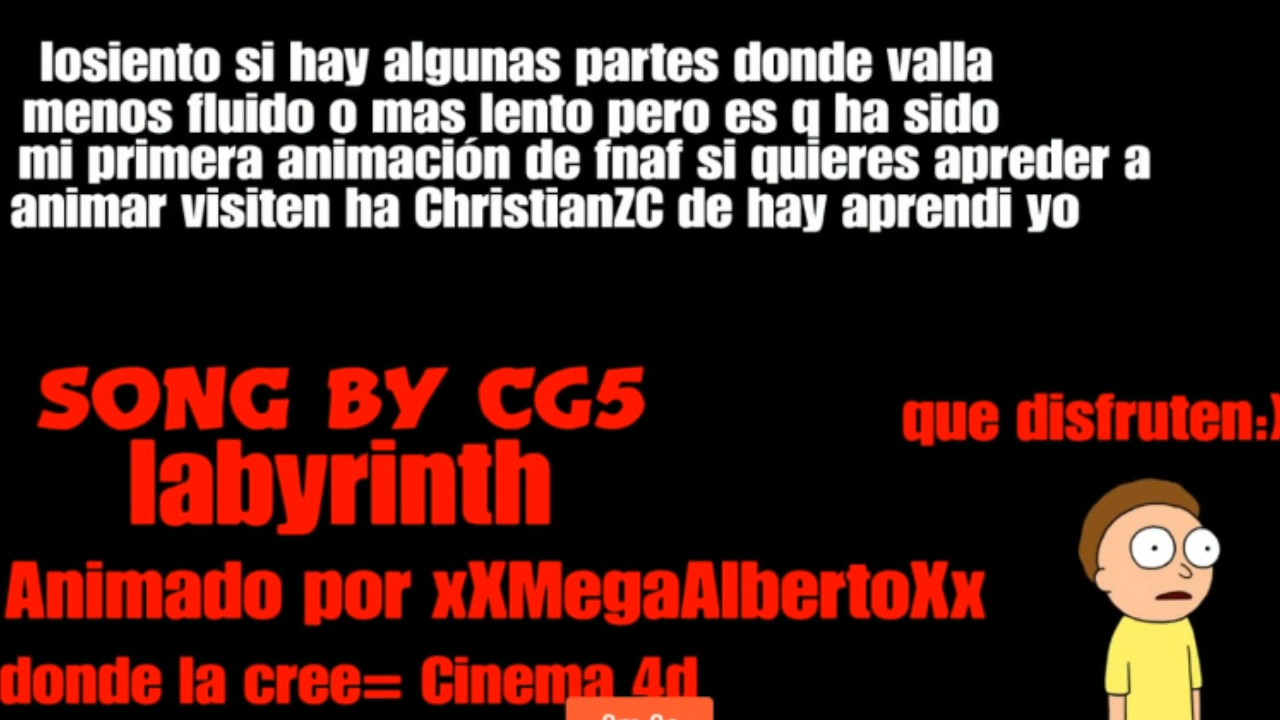 losiento si hay algunas partes donde valla
menos fluido o mas lento pero es q ha sido
mi primera animación de fnaf si quieres apreder a
animar visiten ha ChristianZC de hay aprendi yo
SONG BY CG5
labyrinth
que disfruten:)
Animado por xXMegaAlbertoXx
donde la cree= Cinema 4d